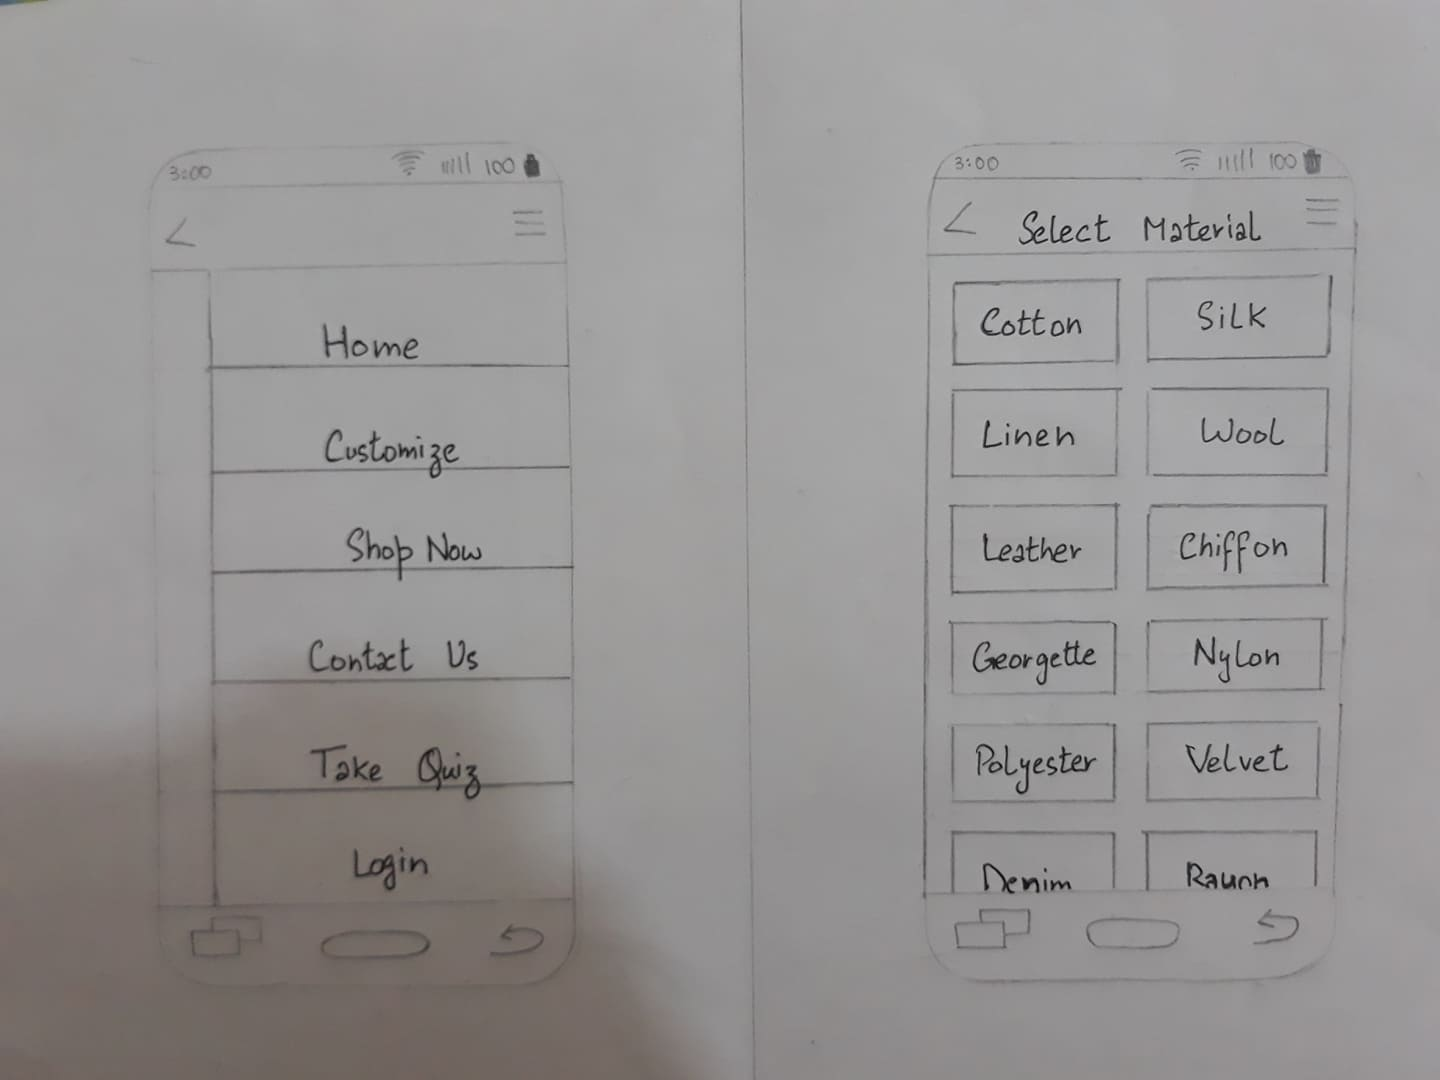 3:00 100
Home
Customize
Shop Now
Contact Us
Take Quiz
Login
3:00 100
Select Material
Cotton Silk
Linen Wool
Leather Chiffon
Georgette Nylon
Polyester Velvet
Denim Rayon